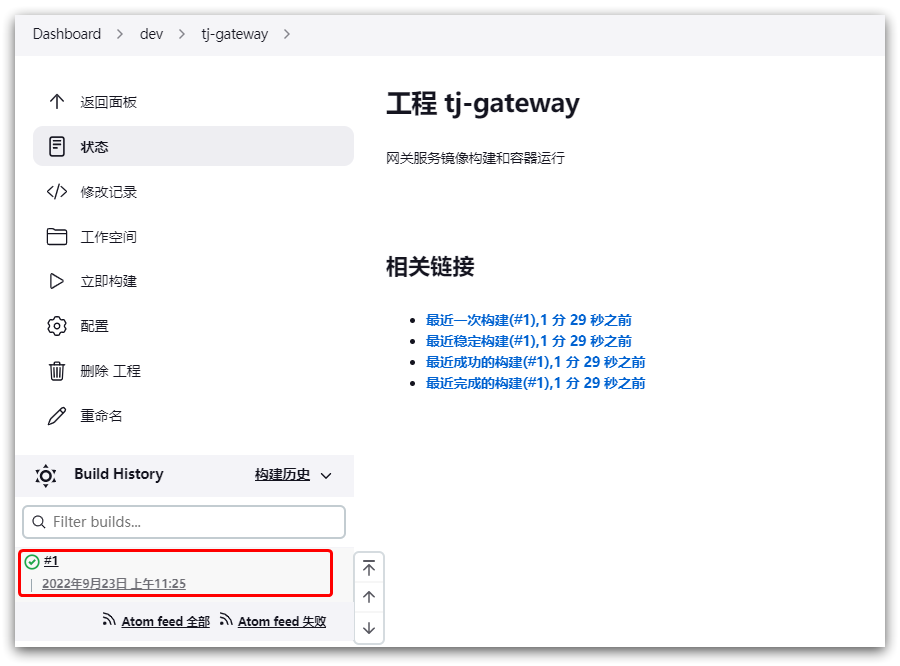 Dashboard > dev > tj-gateway >
返回面板
状态
修改记录
工作空间
立即构建
配置
删除 工程
重命名
Build History 构建历史
Filter builds...
#1
2022年9月23日 上午11:25
Atom feed 全部 Atom feed 失败
工程 tj-gateway
网关服务镜像构建和容器运行
相关链接
最近一次构建(#1),1 分 29 秒之前
最近稳定构建(#1),1 分 29 秒之前
最近成功的构建(#1),1 分 29 秒之前
最近完成的构建(#1),1 分 29 秒之前